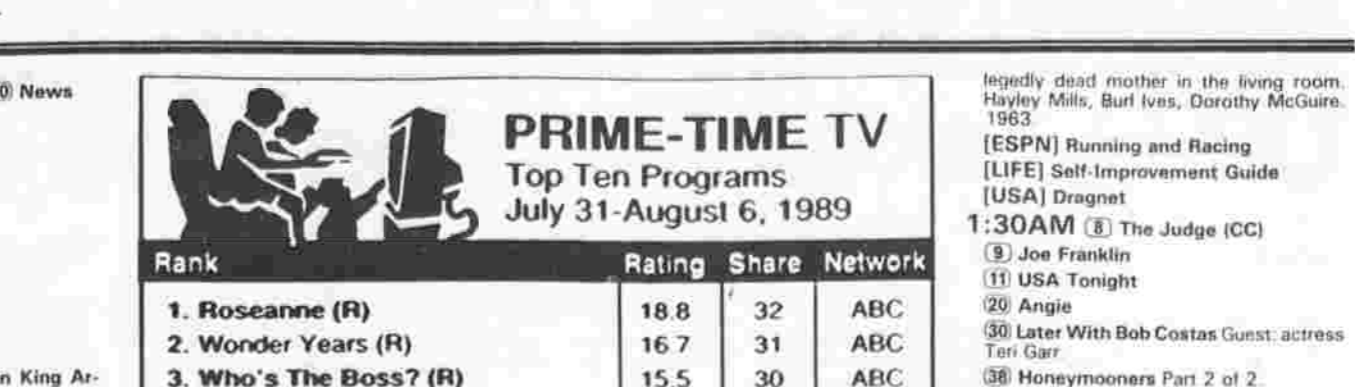 News
n King Ar-
PRIME-TIME TV
Top Ten Programs
July 31-August 6, 1989
Rank Rating Share Network
1. Roseanne (R) 18.8 32 ABC
2. Wonder Years (R) 16 7 31 ABC
3. Who's The Boss? (R) 15.5 30 ABC
legedly dead mother in the living room.
Hayley Mills, Burl Ives, Dorothy McGuire.
1963
[ESPN] Running and Racing
[LIFE] Self-Improvement Guide
[USA] Dragnet
1:30AM (8) The Judge (CC)
(9) Joe Franklin
(11) USA Tonight
(20) Angie
(30) Later With Bob Costas Guest: actress
Teri Garr
(38) Honeymooners Part 2 of 2